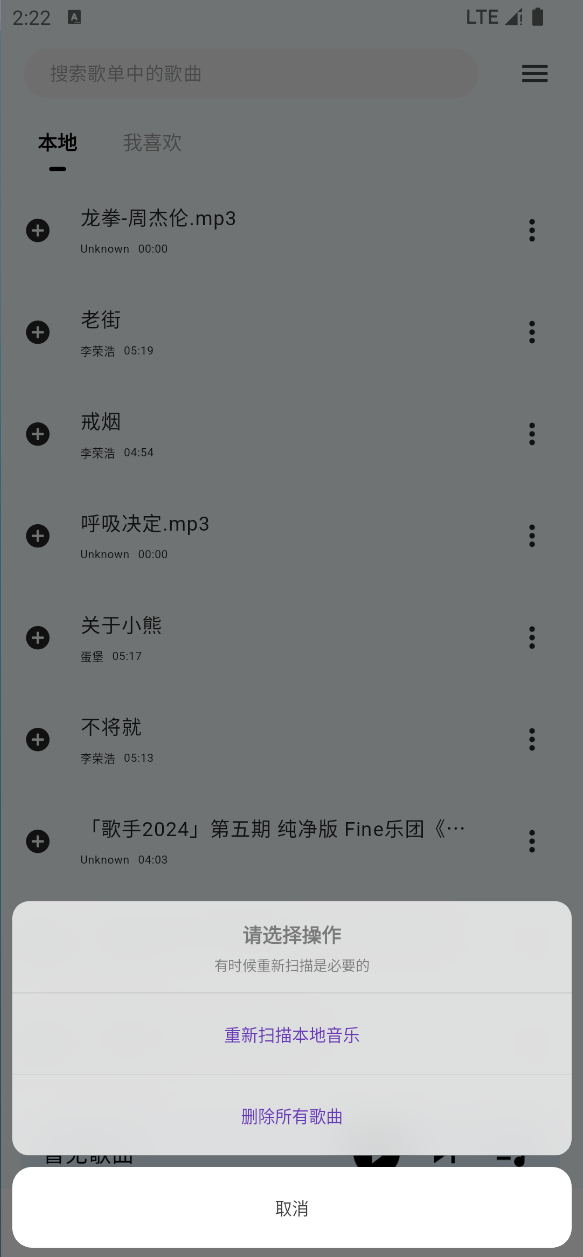 2:22
A
LTE
搜索歌单中的歌曲
本地
我喜欢
龙拳-周杰伦.mp3
Unknown 00:00
老街
李荣浩 05:19
戒烟
李荣浩 04:54
呼吸决定.mp3
Unknown 00:00
关于小熊
蛋堡 05:17
不将就
李荣浩 05:13
「歌手2024」第五期 纯净版 Fine乐团《…
Unknown 04:03
请选择操作
有时候重新扫描是必要的
重新扫描本地音乐
删除所有歌曲
暂无歌曲
取消